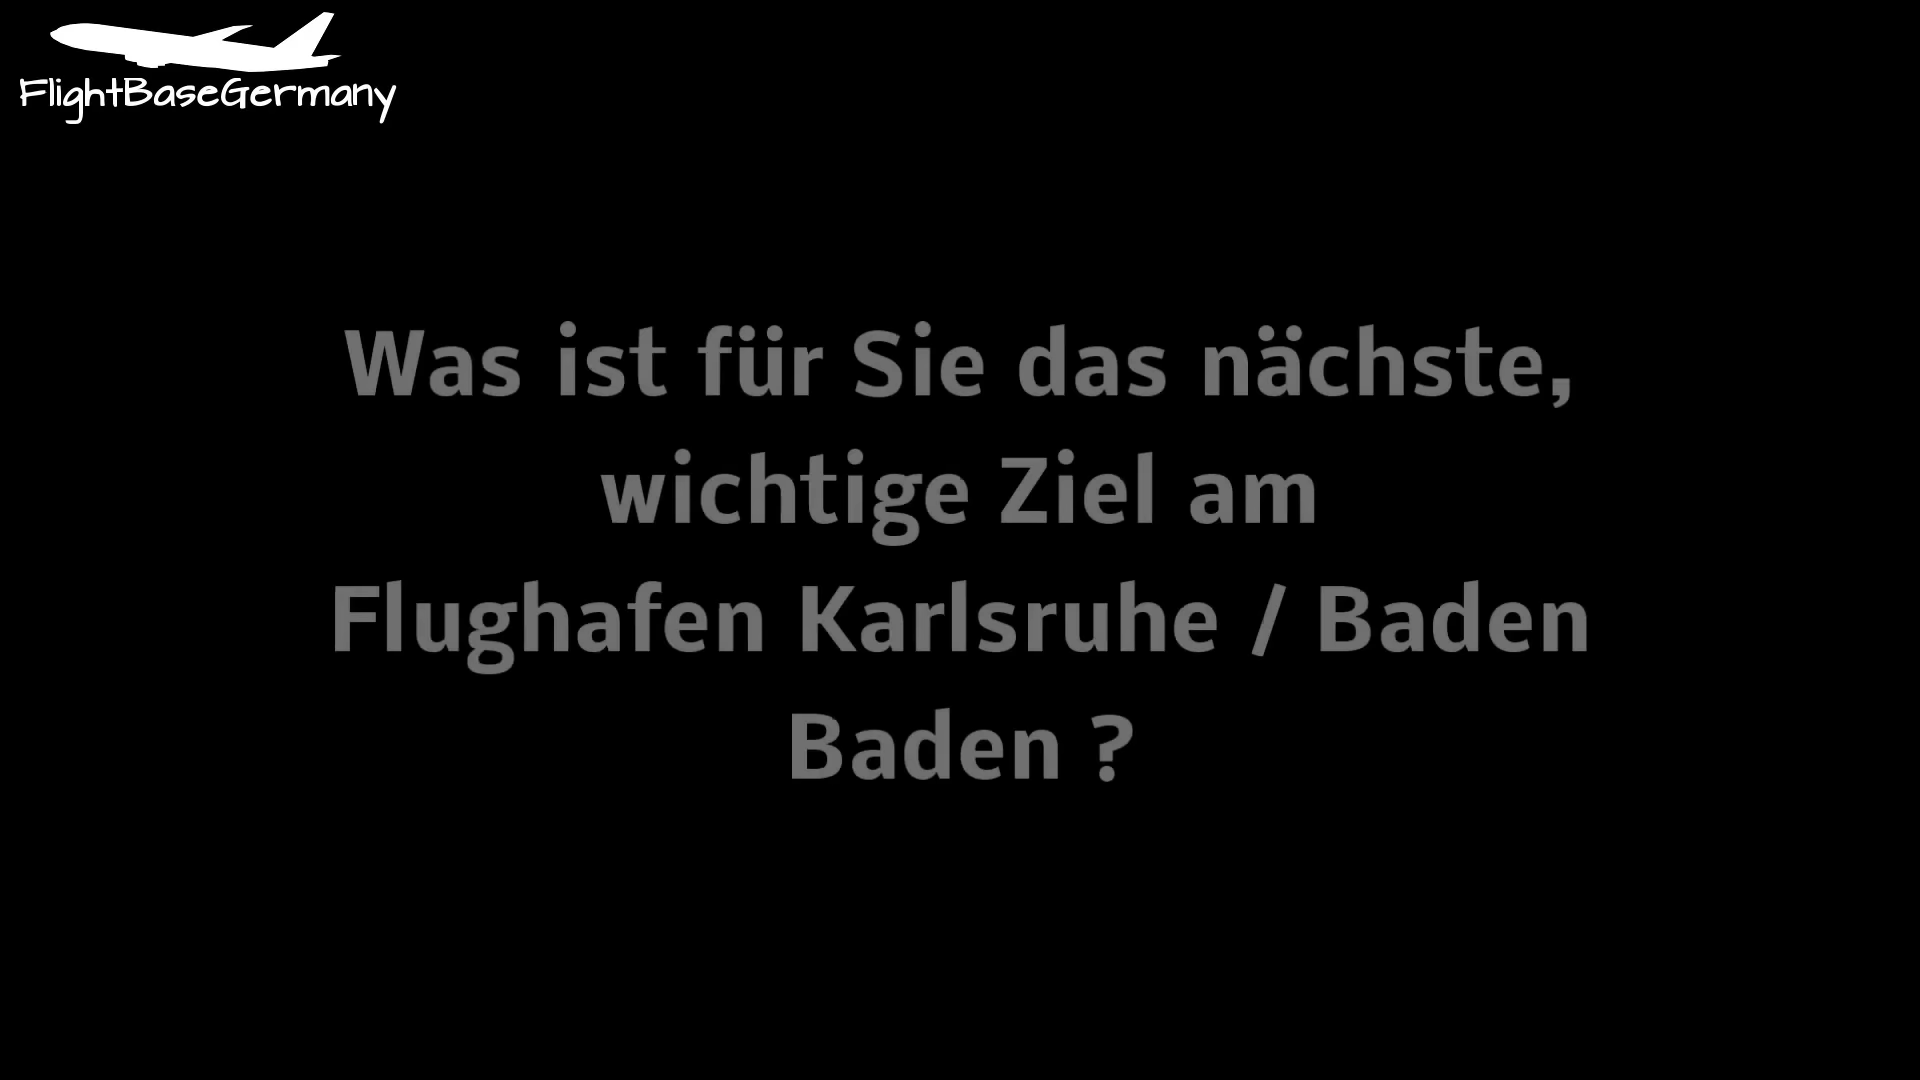 FlightBaseGermany
Was ist für Sie das nächste,
wichtige Ziel am
Flughafen Karlsruhe / Baden
Baden ?